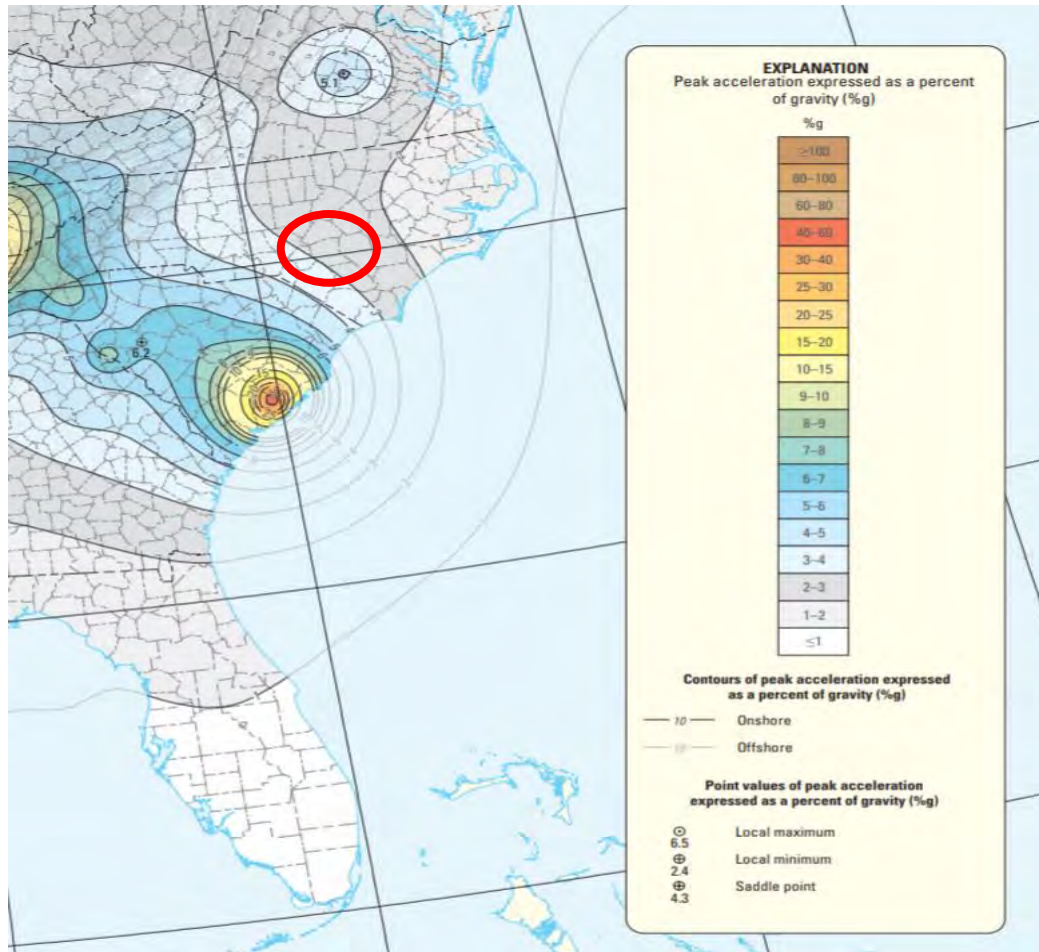 5.1
6.2
10
15
EXPLANATION
Peak acceleration expressed as a percent
of gravity (%g)
%g
≥100
80–100
60–80
40–60
30–40
25–30
20–25
15–20
10–15
9–10
8–9
7–8
6–7
5–6
4–5
3–4
2–3
1–2
≤1
Contours of peak acceleration expressed
as a percent of gravity (%g)
10 Onshore
Offshore
Point values of peak acceleration
expressed as a percent of gravity (%g)
6.5 Local maximum
2.4 Local minimum
4.3 Saddle point